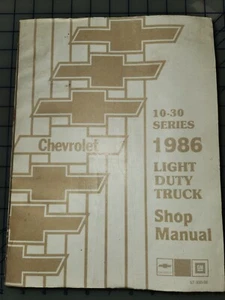 10-30
SERIES
Chevrolet
1986
LIGHT
DUTY
TRUCK
Shop
Manual